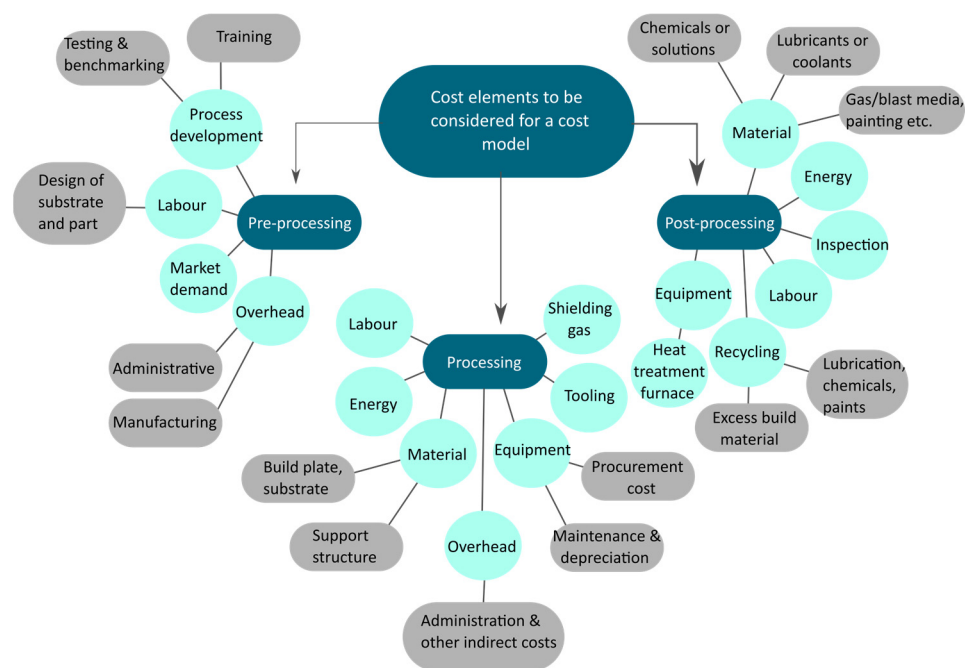 Cost elements to be
considered for a cost
model
Testing &
benchmarking
Training
Process
development
Design of
substrate
and part
Labour
Pre-processing
Market
demand
Overhead
Administrative
Manufacturing
Labour
Shielding
gas
Processing
Energy
Tooling
Material
Equipment
Build plate,
substrate
Procurement
cost
Support
structure
Overhead
Maintenance &
depreciation
Administration &
other indirect costs
Chemicals or
solutions
Lubricants or
coolants
Material
Gas/blast media,
painting etc.
Energy
Post-processing
Inspection
Equipment
Labour
Heat
treatment
furnace
Recycling
Lubrication,
chemicals,
paints
Excess build
material